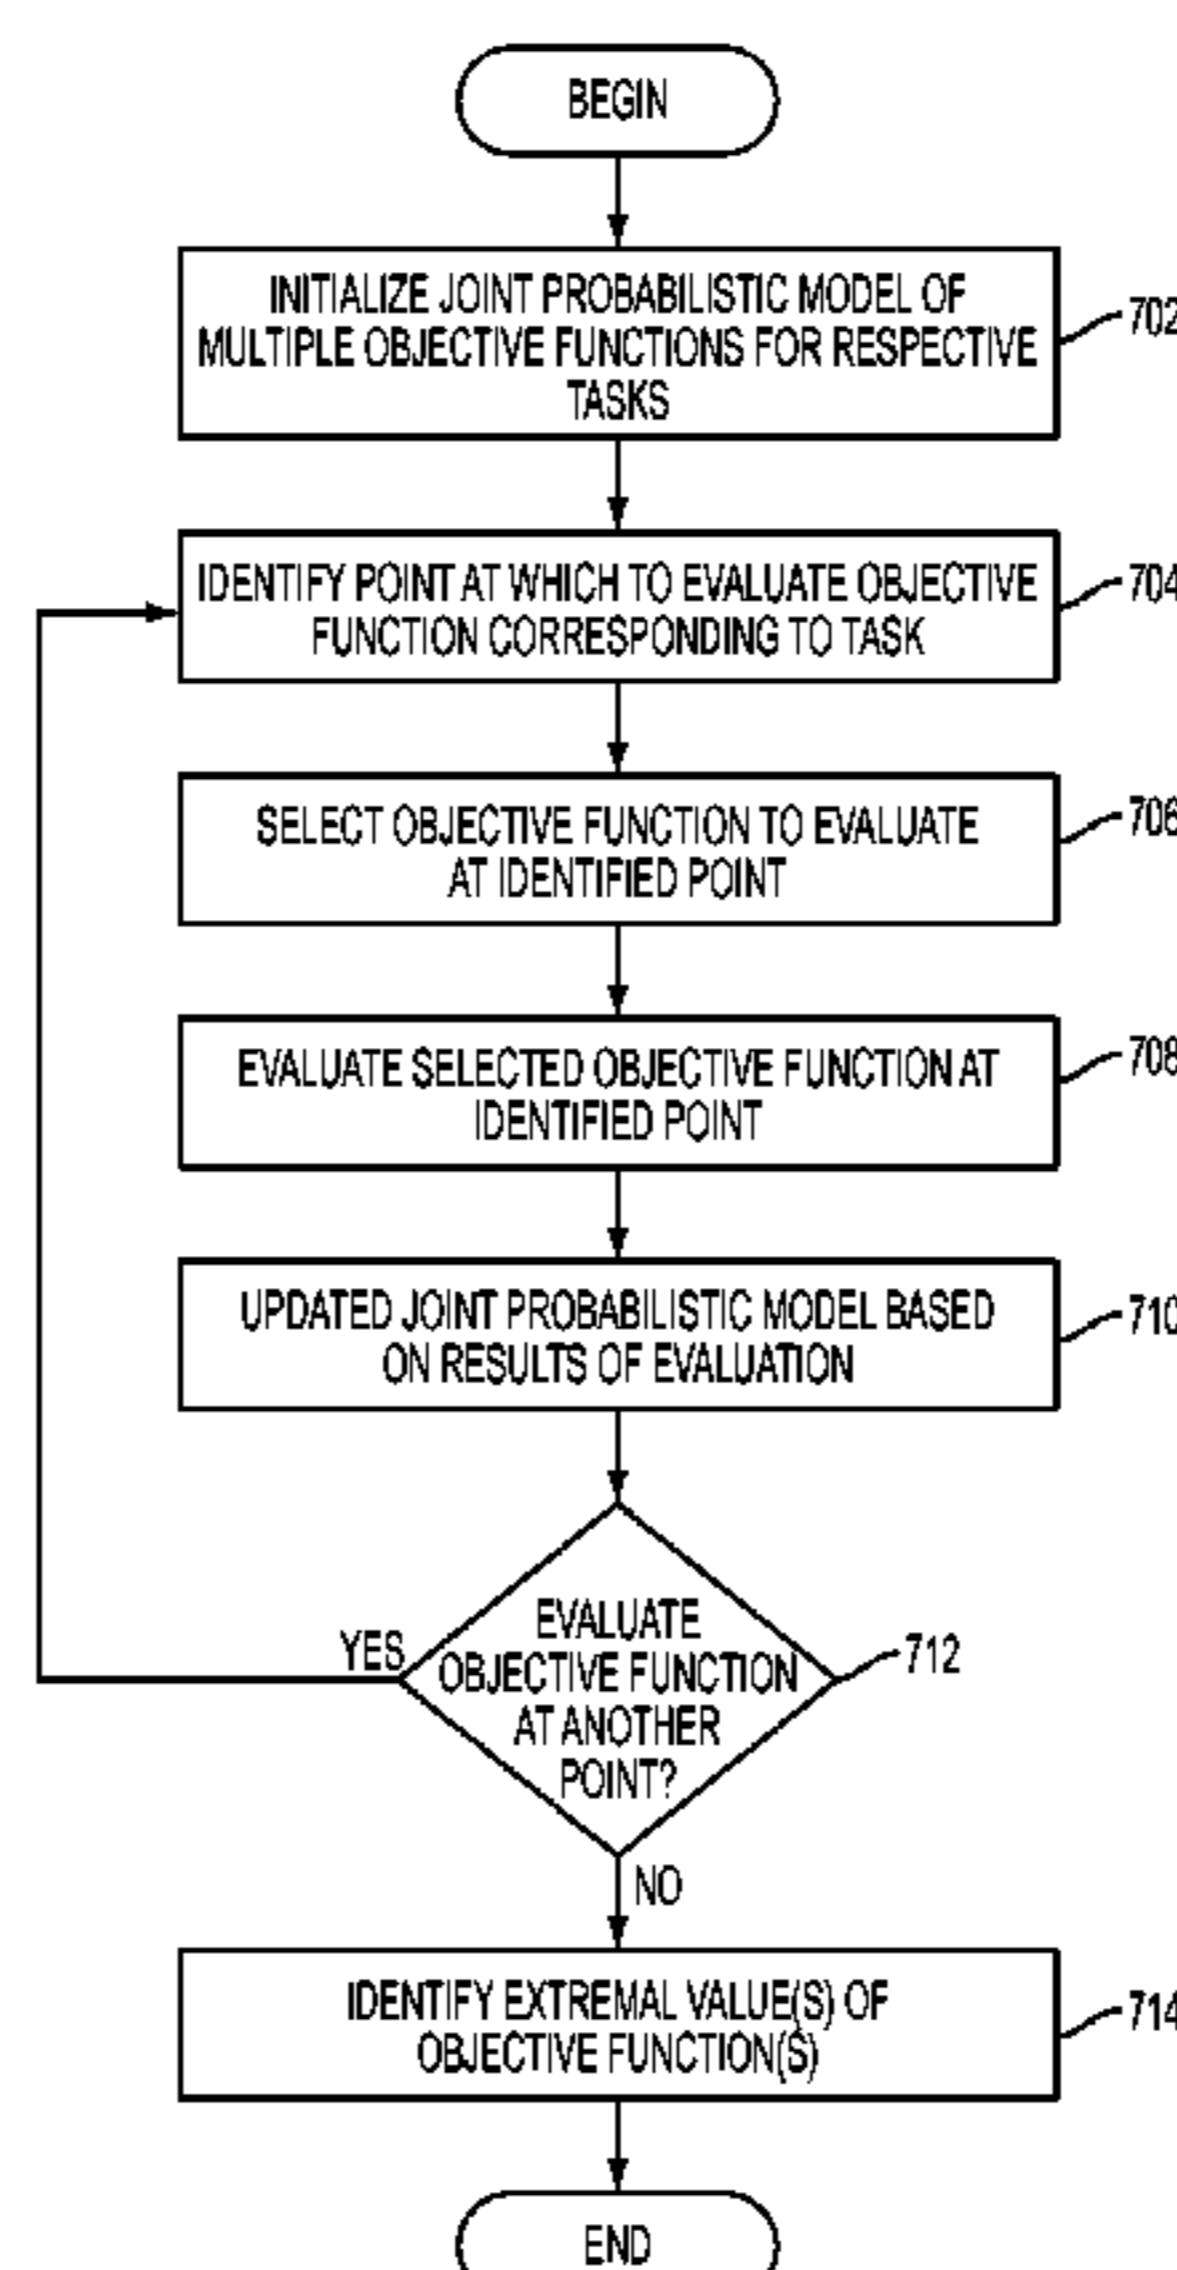 BEGIN
INITIALIZE JOINT PROBABILISTIC MODEL OF
MULTIPLE OBJECTIVE FUNCTIONS FOR RESPECTIVE
TASKS
702
IDENTIFY POINT AT WHICH TO EVALUATE OBJECTIVE
FUNCTION CORRESPONDING TO TASK
704
SELECT OBJECTIVE FUNCTION TO EVALUATE
AT IDENTIFIED POINT
706
EVALUATE SELECTED OBJECTIVE FUNCTION AT
IDENTIFIED POINT
708
UPDATED JOINT PROBABILISTIC MODEL BASED
ON RESULTS OF EVALUATION
710
YES
EVALUATE
OBJECTIVE FUNCTION
AT ANOTHER
POINT?
712
NO
IDENTIFY EXTREMAL VALUE(S) OF
OBJECTIVE FUNCTION(S)
714
END